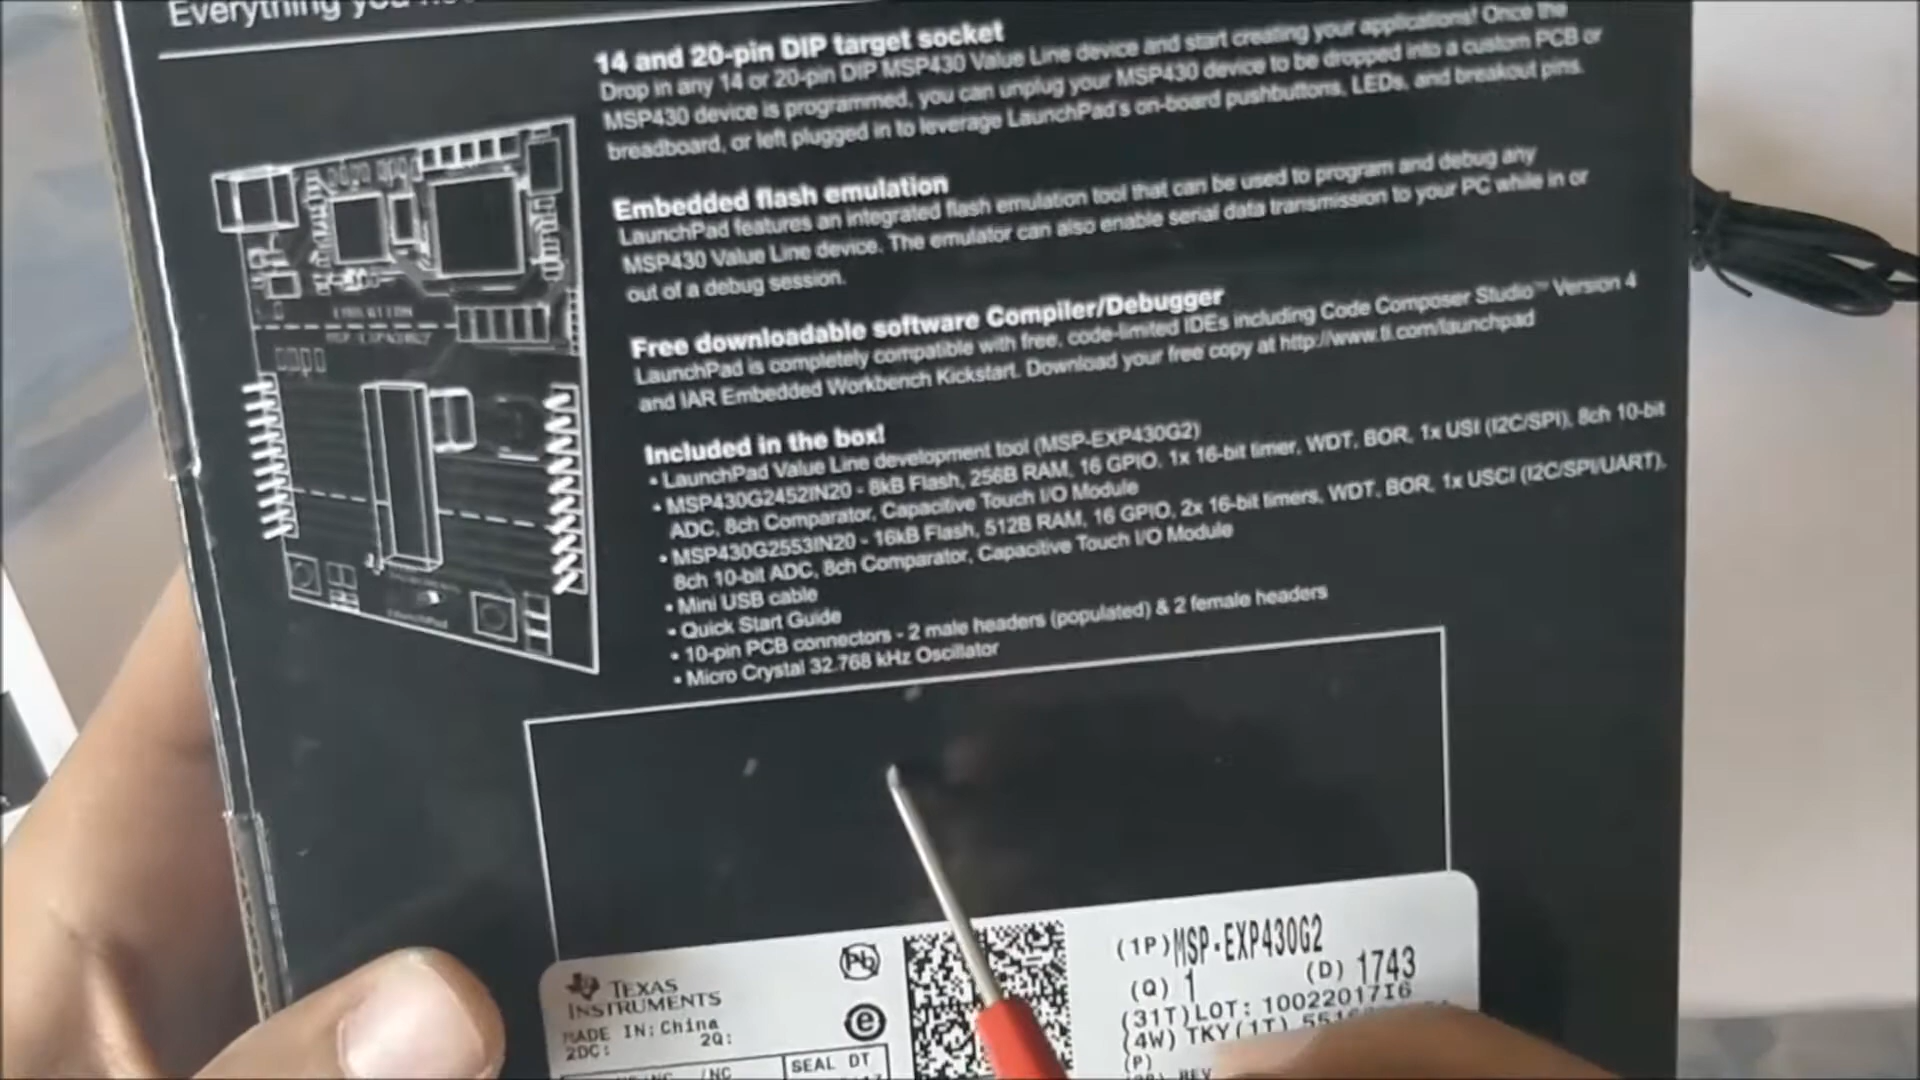 Everything you
14 and 20-pin DIP target socket
Drop in any 14 or 20-pin DIP MSP430 Value Line device and start creating your applications! Once the
MSP430 device is programmed, you can unplug your MSP430 device to be dropped into a custom PCB or
breadboard, or left plugged in to leverage LaunchPad's on-board pushbuttons, LEDs, and breakout pins.
Embedded flash emulation
LaunchPad features an integrated flash emulation tool that can be used to program and debug any
MSP430 Value Line device. The emulator can also enable serial data transmission to your PC while in or
out of a debug session.
Free downloadable software Compiler/Debugger
LaunchPad is completely compatible with free, code-limited IDEs including Code Composer Studio™ Version 4
and IAR Embedded Workbench Kickstart. Download your free copy at http://www.ti.com/launchpad
Included in the box!
• LaunchPad Value Line development tool (MSP-EXP430G2)
• MSP430G2452IN20 - 8kB Flash, 256B RAM, 16 GPIO, 1x 16-bit timer, WDT, BOR, 1x USI (I2C/SPI), 8ch 10-bit
ADC, 8ch Comparator, Capacitive Touch I/O Module
• MSP430G2553IN20 - 16kB Flash, 512B RAM, 16 GPIO, 2x 16-bit timers, WDT, BOR, 1x USCI (I2C/SPI/UART),
8ch 10-bit ADC, 8ch Comparator, Capacitive Touch I/O Module
• Mini USB cable
• Quick Start Guide
• 10-pin PCB connectors - 2 male headers (populated) & 2 female headers
• Micro Crystal 32.768 kHz Oscillator
TEXAS
INSTRUMENTS
MADE IN: China
2DC: 2Q:
SEAL DT
Pb
e
(1P) MSP-EXP430G2
(Q) 1 (D) 1743
(31T) LOT: 1002201716
(4W) TKY (1T)
(P)
REV